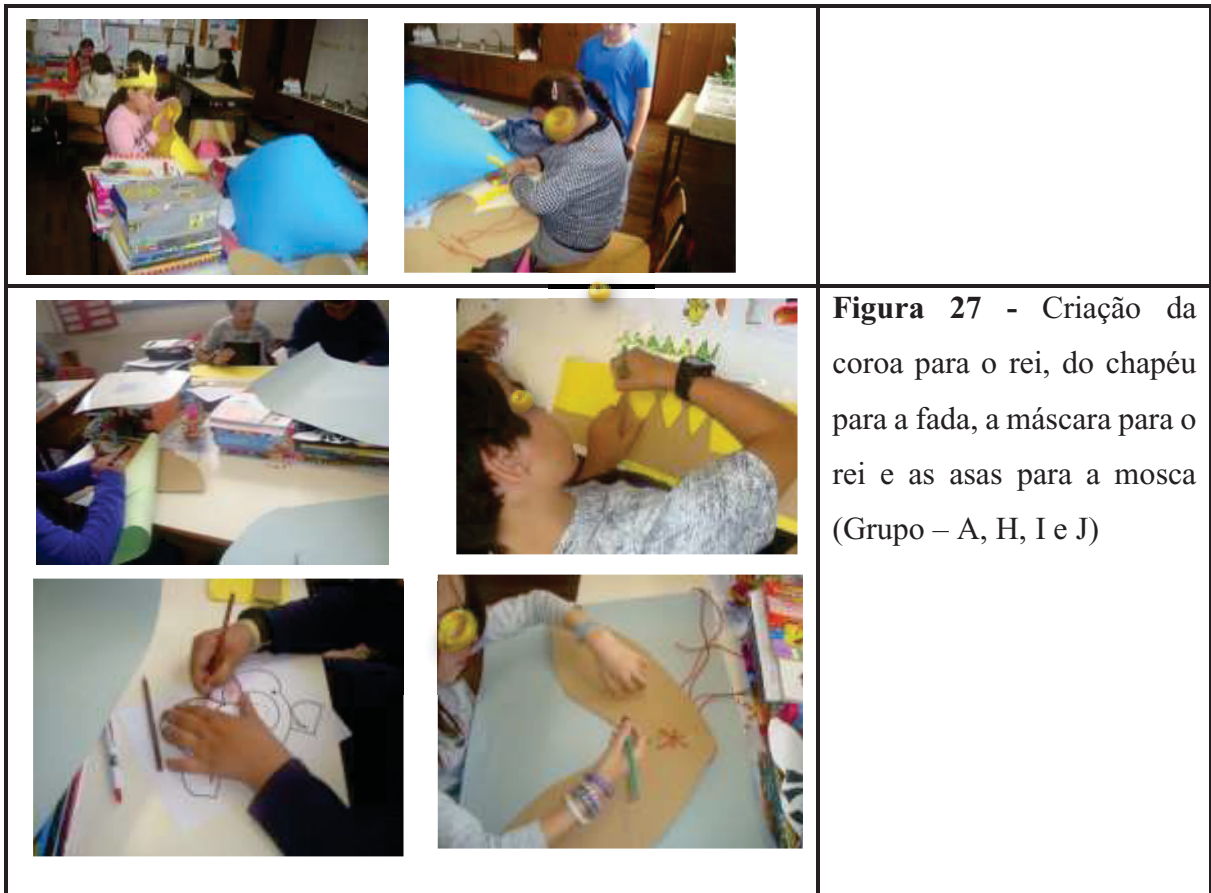 Figura 27 - Criação da
coroa para o rei, do chapéu
para a fada, a máscara para o
rei e as asas para a mosca
(Grupo – A, H, I e J)